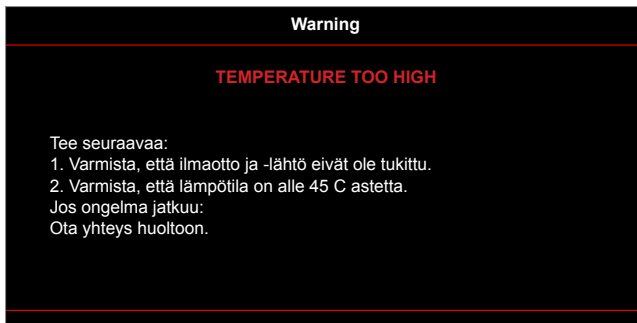 Warning
TEMPERATURE TOO HIGH
Tee seuraavaa:
1. Varmista, että ilmaotto ja -lähtö eivät ole tukittu.
2. Varmista, että lämpötila on alle 45 C astetta.
Jos ongelma jatkuu:
Ota yhteys huoltoon.